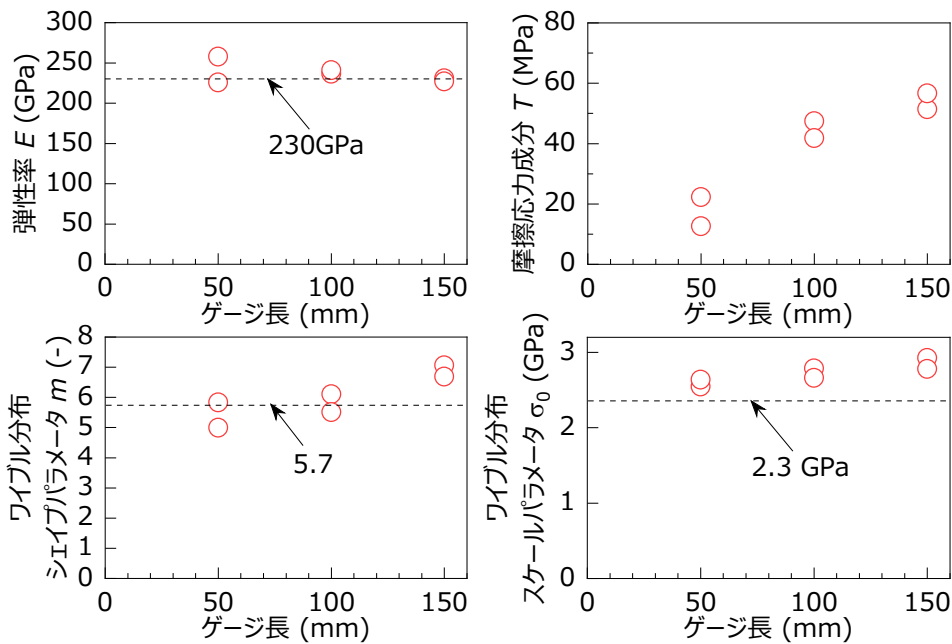 弾性率 E (GPa)
300
250
200
150
100
50
0
230GPa
0 50 100 150
ゲージ長 (mm)
摩擦応力成分 T (MPa)
80
60
40
20
0
0 50 100 150
ゲージ長 (mm)
ワイブル分布
シェイプパラメータ m (-)
8
7
6
5
4
3
2
1
0
5.7
0 50 100 150
ゲージ長 (mm)
ワイブル分布
スケールパラメータ σ0 (GPa)
3
2
1
0
2.3 GPa
0 50 100 150
ゲージ長 (mm)